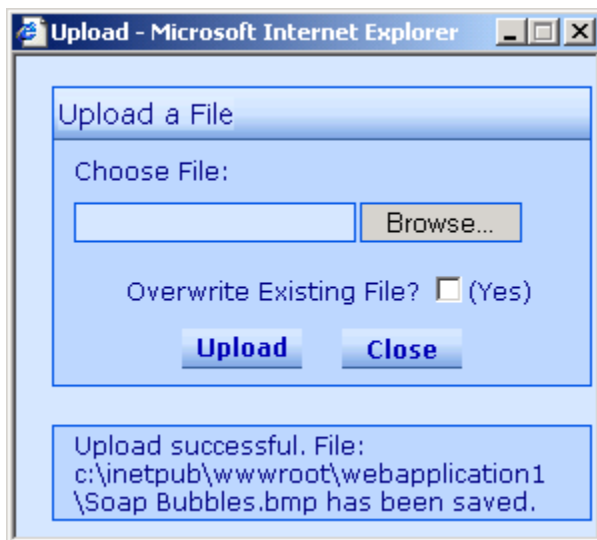 Upload - Microsoft Internet Explorer
Upload a File
Choose File:
Browse...
Overwrite Existing File? (Yes)
Upload Close
Upload successful. File:
c:\inetpub\wwwroot\webapplication1
\Soap Bubbles.bmp has been saved.